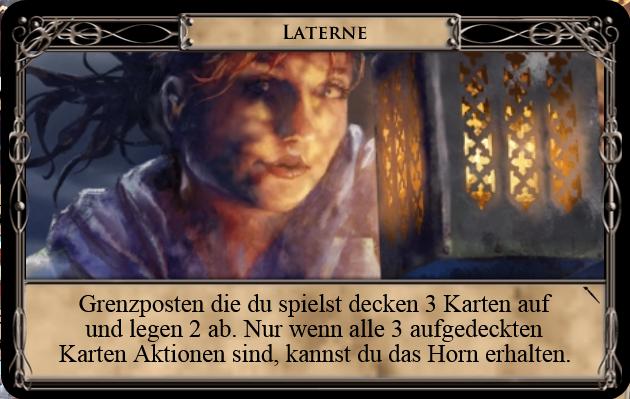 LATERNE
Grenzposten die du spielst decken 3 Karten auf
und legen 2 ab. Nur wenn alle 3 aufgedeckten
Karten Aktionen sind, kannst du das Horn erhalten.